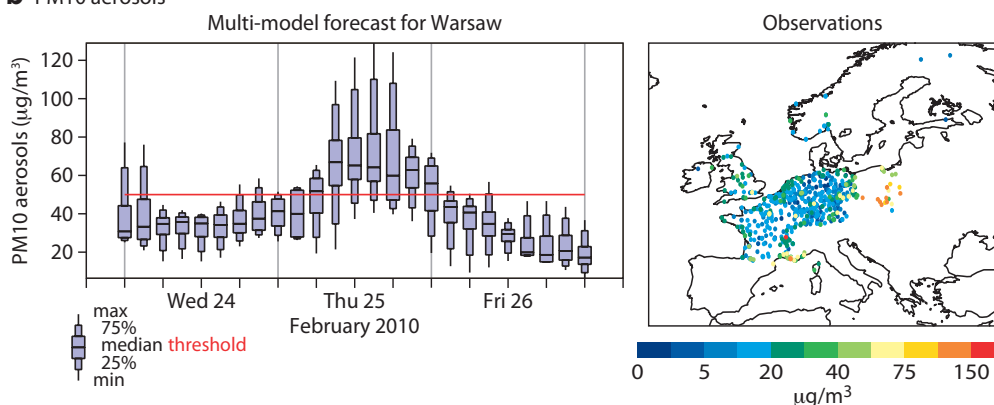 b PM10 aerosols
Multi-model forecast for Warsaw
PM10 aerosols (µg/m³)
120
100
80
60
40
20
Wed 24 Thu 25 Fri 26
February 2010
max
75%
median threshold
25%
min
Observations
0 5 20 40 75 150
µg/m³